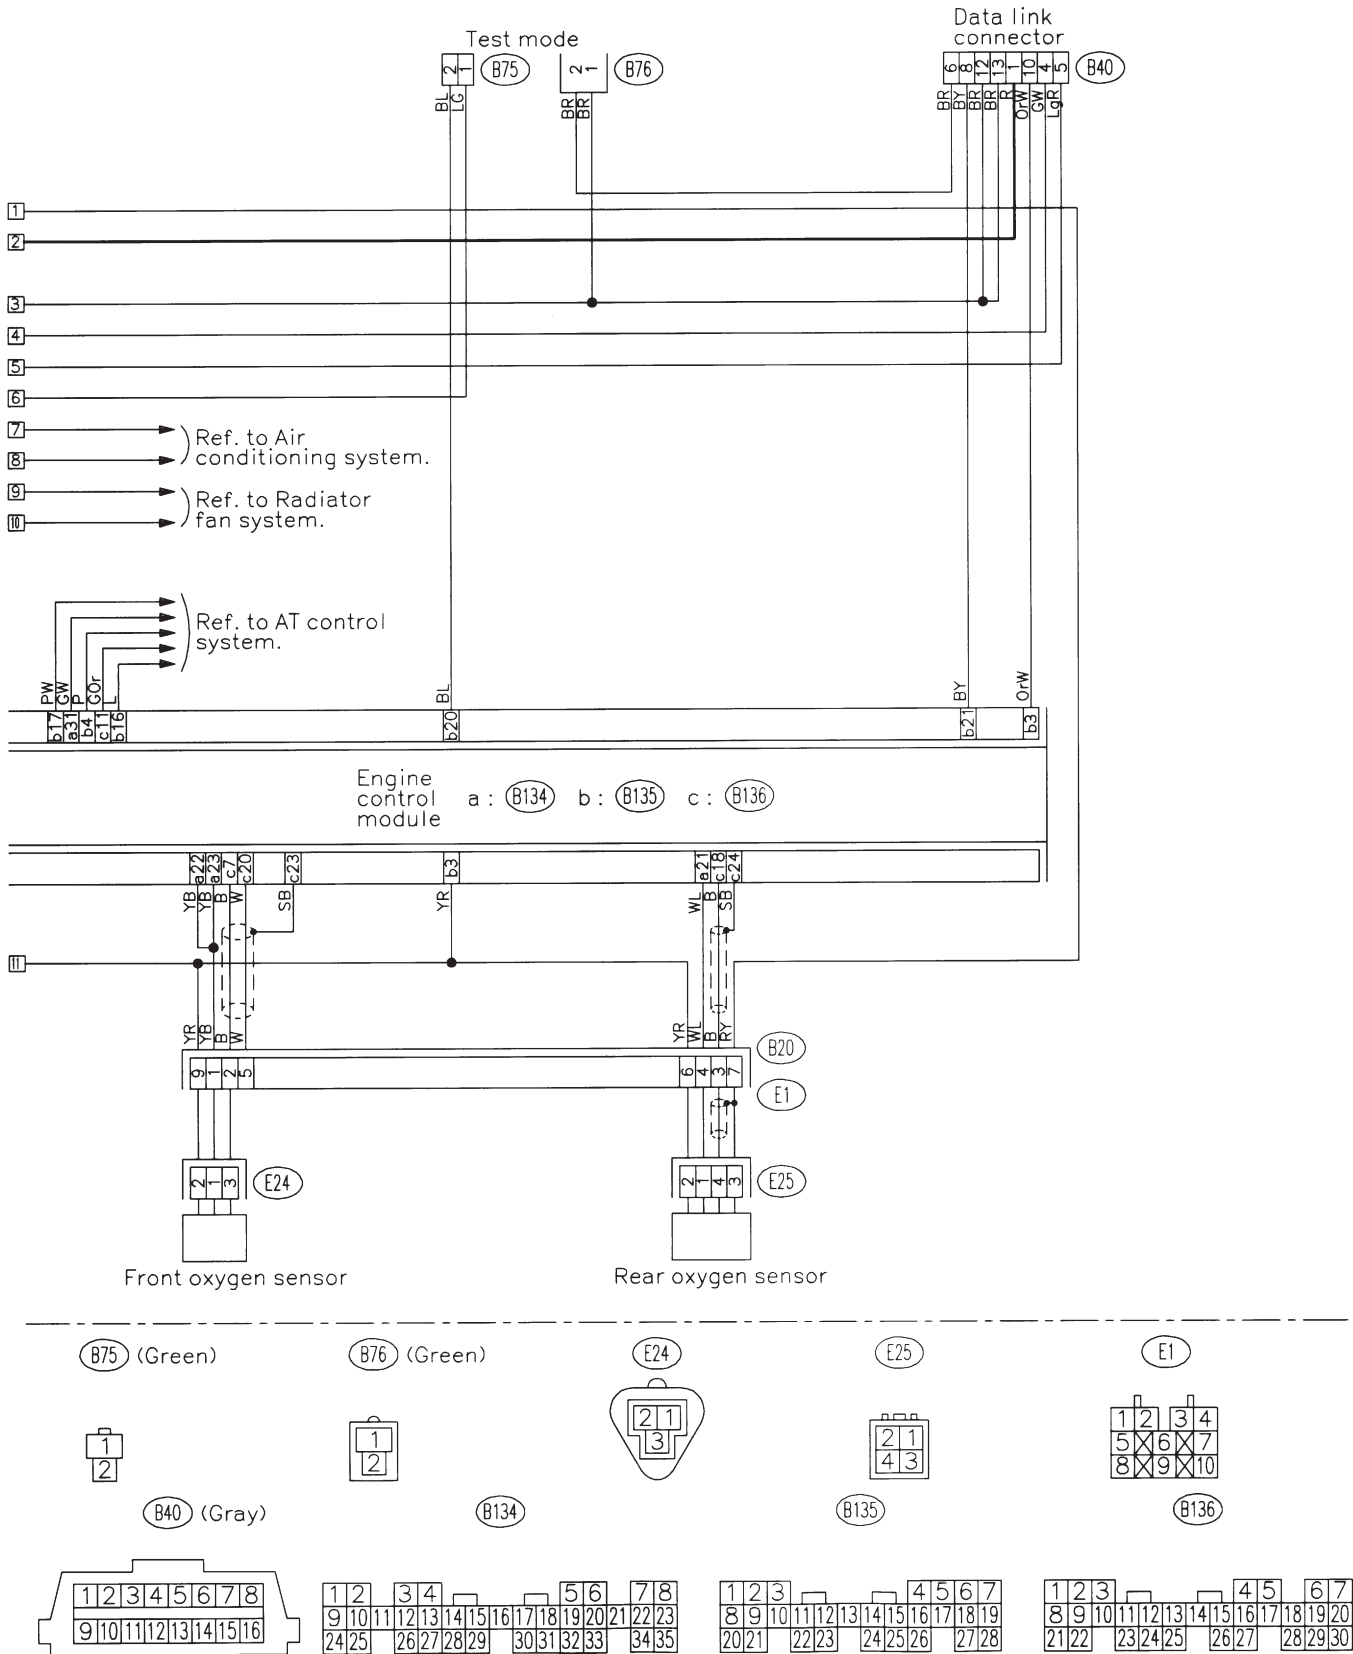 Data link
connector
Test mode
2 1 B75
2 1 B76
6 8 12 13 1 10 4 5 B40
BL LG
BR BR
BR BY BR BR R OrW GW LgR
1
2
3
4
5
6
7
8
Ref. to Air
conditioning system.
9
10
Ref. to Radiator
fan system.
Ref. to AT control
system.
PW GW P GOr L
BL
BY
OrW
b17 a31 b4 c11 b16
b20
b21
b3
Engine
control
module
a : B134 b : B135 c : B136
a22 a23 c7 c20 c23
b3
a21 c18 c24
YB YB B W SB
YR
WL B SB
11
YR YB B W
YR WL B RY
B20
9 1 2 5
6 4 3 7
E1
2 1 3 E24
2 1 4 3 E25
Front oxygen sensor
Rear oxygen sensor
B75 (Green)
B76 (Green)
E24
E25
E1
1
2
1
2
2 1
3
2 1
4 3
1 2 3 4
5 6 7
8 9 10
B40 (Gray)
B134
B135
B136
1 2 3 4 5 6 7 8
9 10 11 12 13 14 15 16
1 2 3 4 5 6 7 8
9 10 11 12 13 14 15 16 17 18 19 20 21 22 23
24 25 26 27 28 29 30 31 32 33 34 35
1 2 3 4 5 6 7
8 9 10 11 12 13 14 15 16 17 18 19
20 21 22 23 24 25 26 27 28
1 2 3 4 5 6 7
8 9 10 11 12 13 14 15 16 17 18 19 20
21 22 23 24 25 26 27 28 29 30